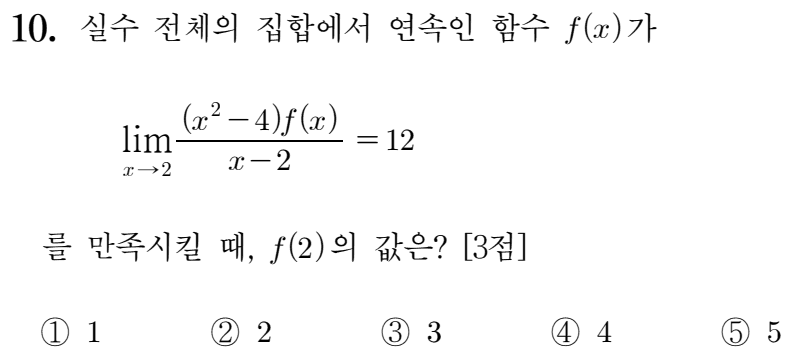 10. 실수 전체의 집합에서 연속인 함수 f(x)가
lim_{x→2} (x² − 4)f(x) / (x − 2) = 12
를 만족시킬 때, f(2)의 값은? [3점]
① 1 ② 2 ③ 3 ④ 4 ⑤ 5